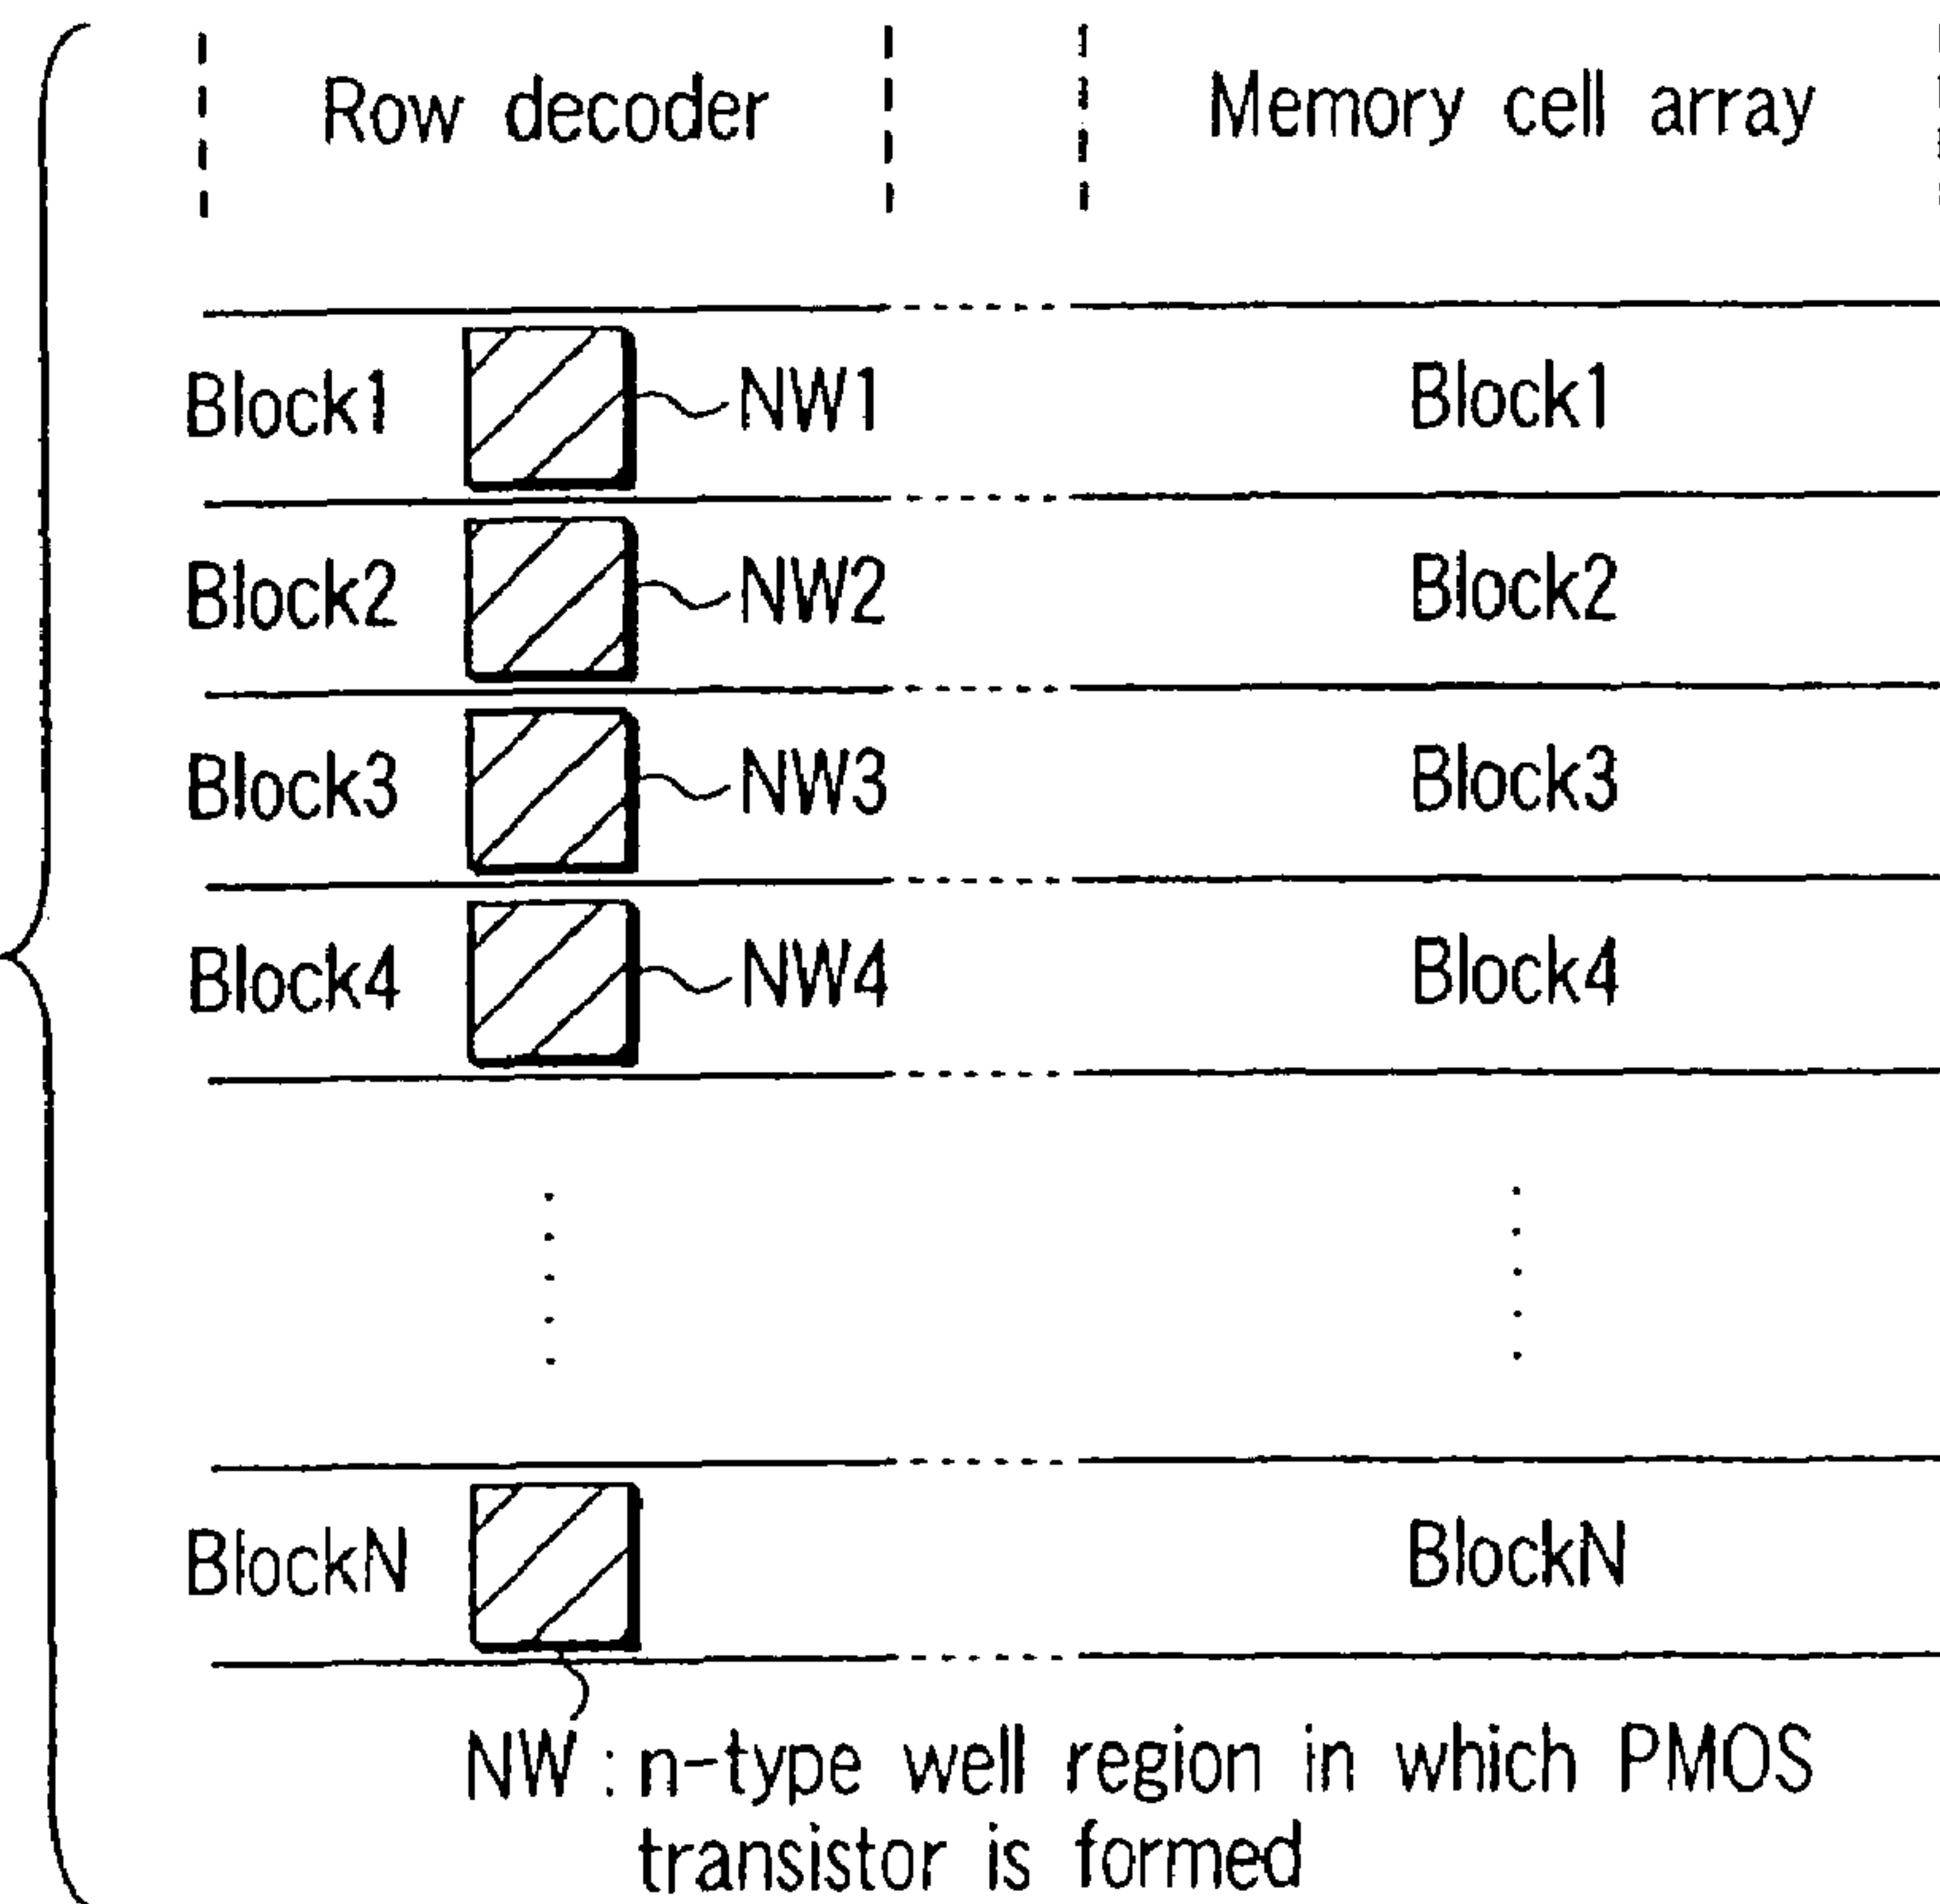 Row decoder Memory cell array
Block1 NW1 Block1
Block2 NW2 Block2
Block3 NW3 Block3
Block4 NW4 Block4
BlockN BlockN
NW : n-type well region in which PMOS
transistor is formed